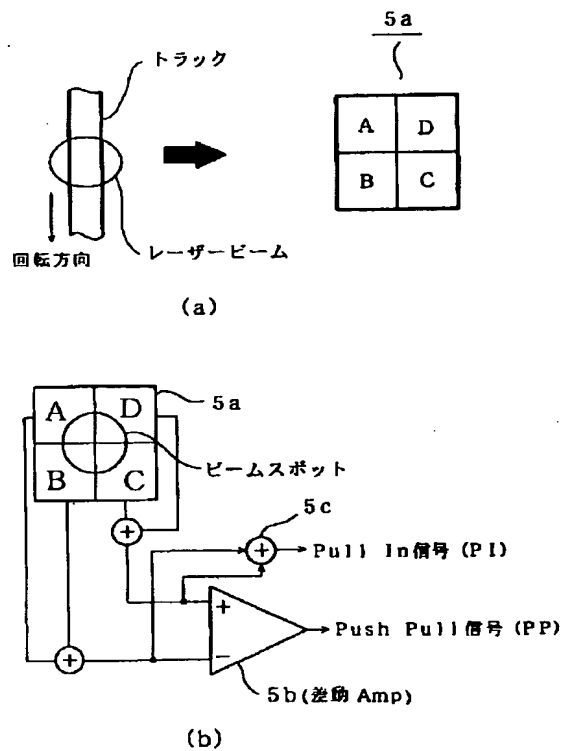 5a
トラック
A D
B C
回転方向
レーザービーム
(a)
A D
B C
5a
ビームスポット
5c
+
+
Pull In信号(PI)
+
Push Pull信号(PP)
+
−
5b(差動Amp)
(b)